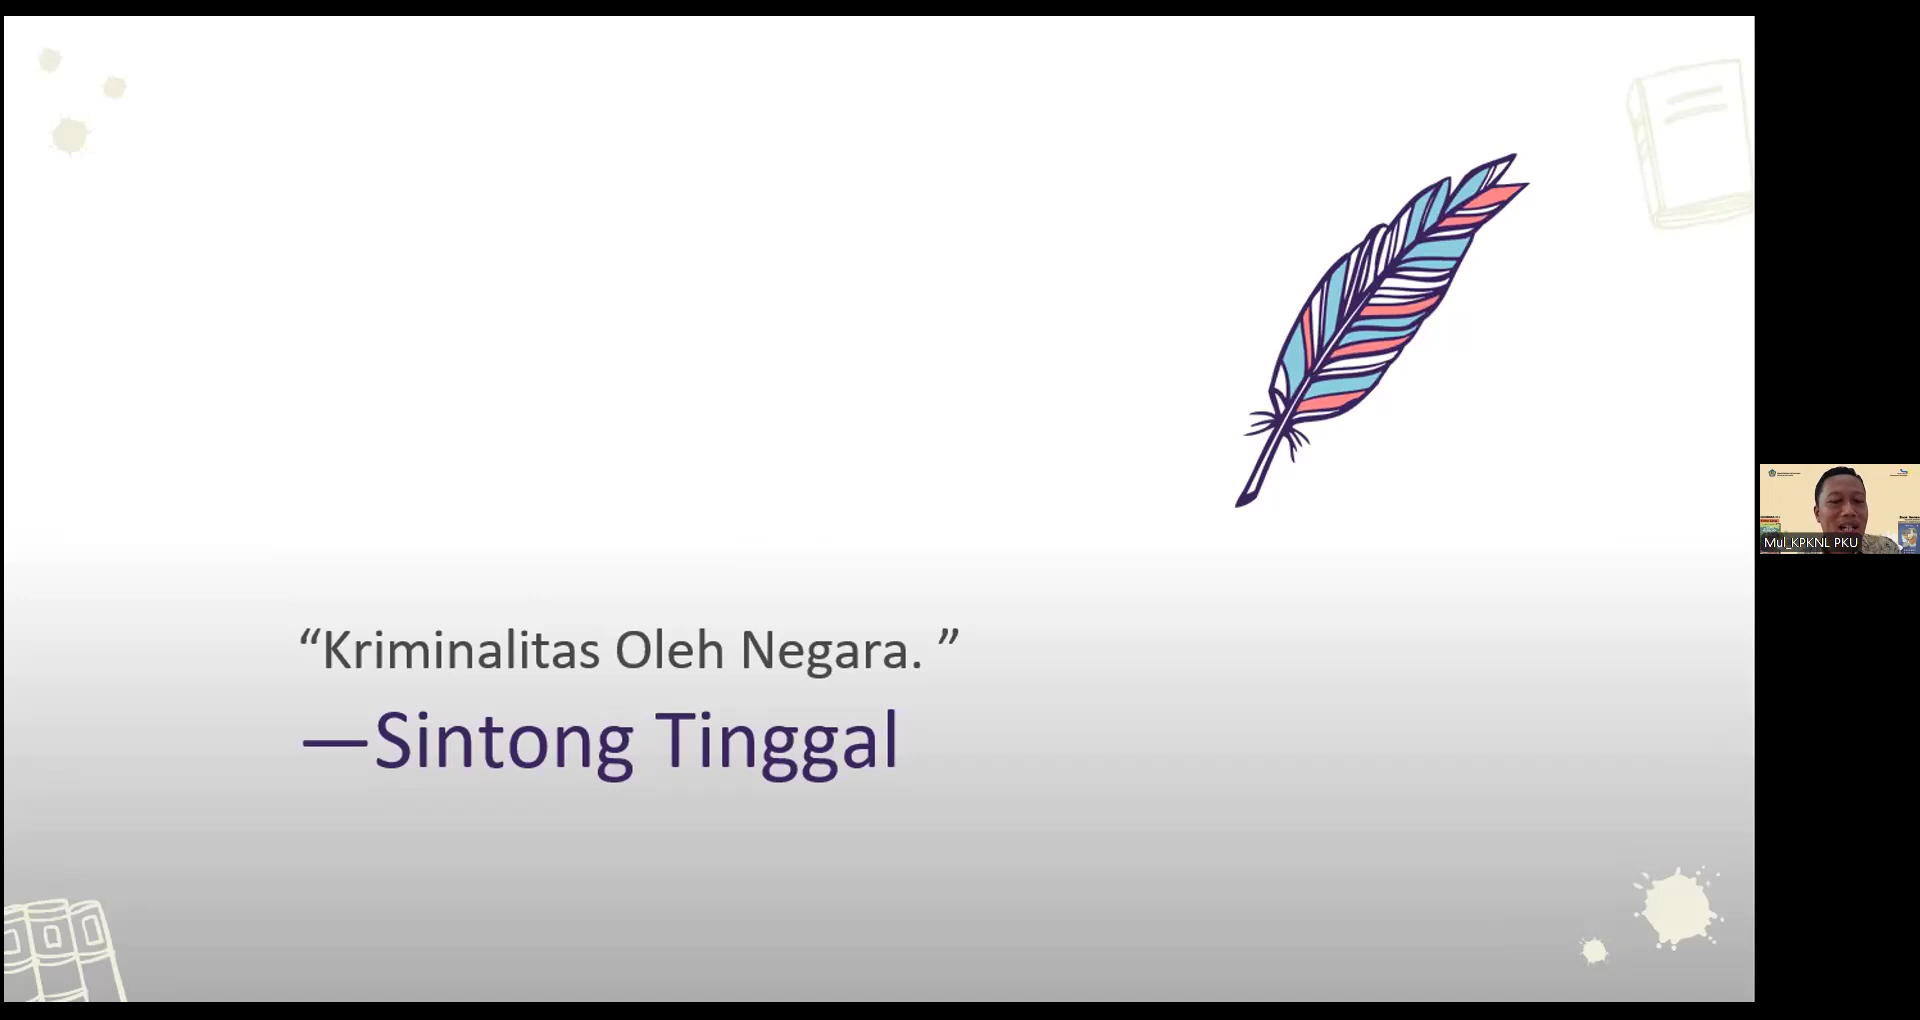 “Kriminalitas Oleh Negara. ”
—Sintong Tinggal
Mul_KPKNL PKU